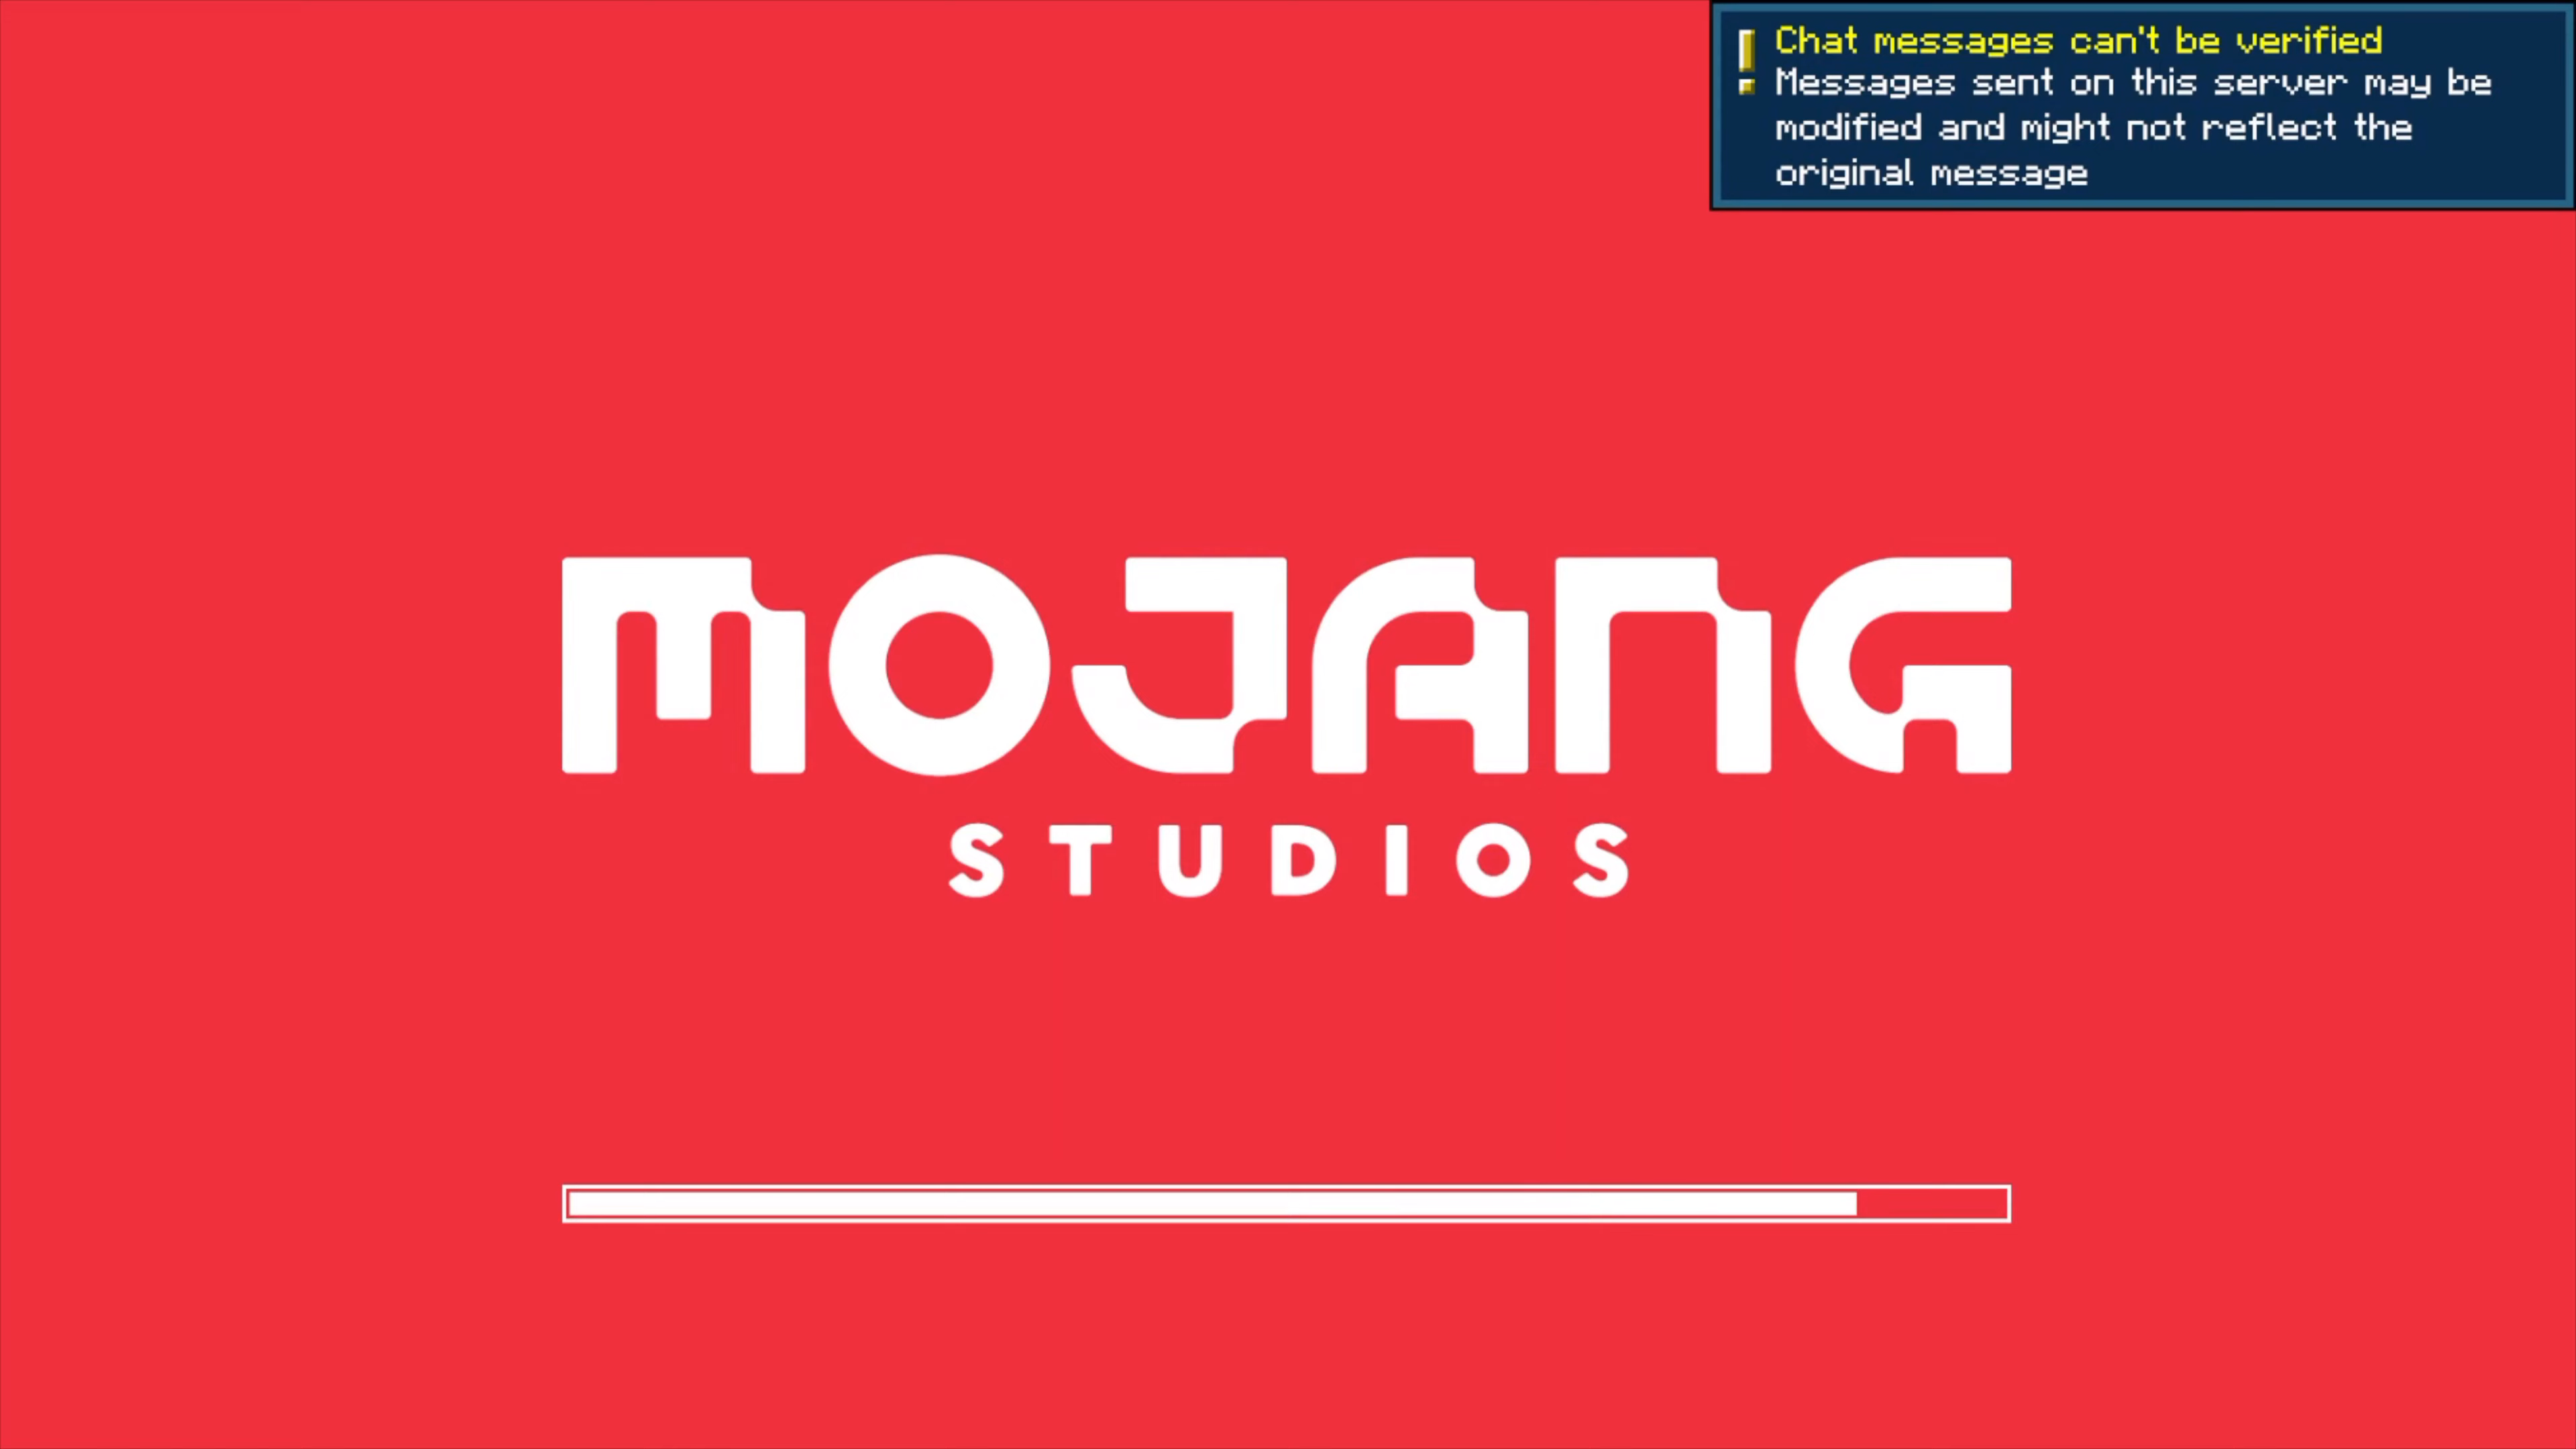 Chat messages can't be verified
Messages sent on this server may be
modified and might not reflect the
original message
MOJANG
STUDIOS